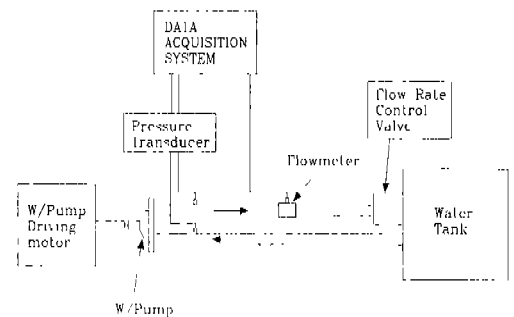 DATA
ACQUISITION
SYSTEM
Flow Rate
Control
Valve
Pressure
Transducer
Flowmeter
W/Pump
Driving
motor
Water
Tank
W/Pump